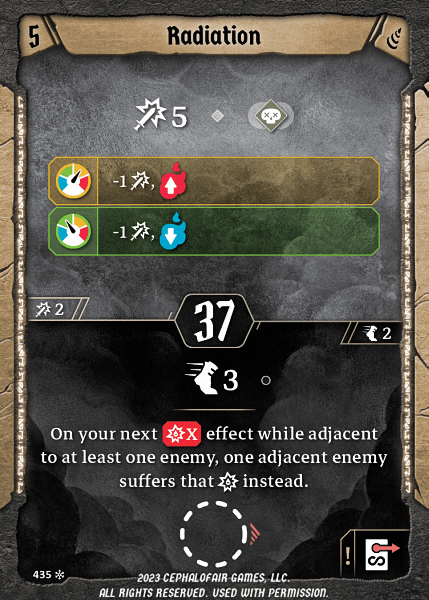 5
Radiation
5
-1 ,
-1 ,
2
37
2
3
On your next X effect while adjacent
to at least one enemy, one adjacent enemy
suffers that instead.
!
S
435
2023 CEPHALOFAIR GAMES, LLC.
ALL RIGHTS RESERVED. USED WITH PERMISSION.